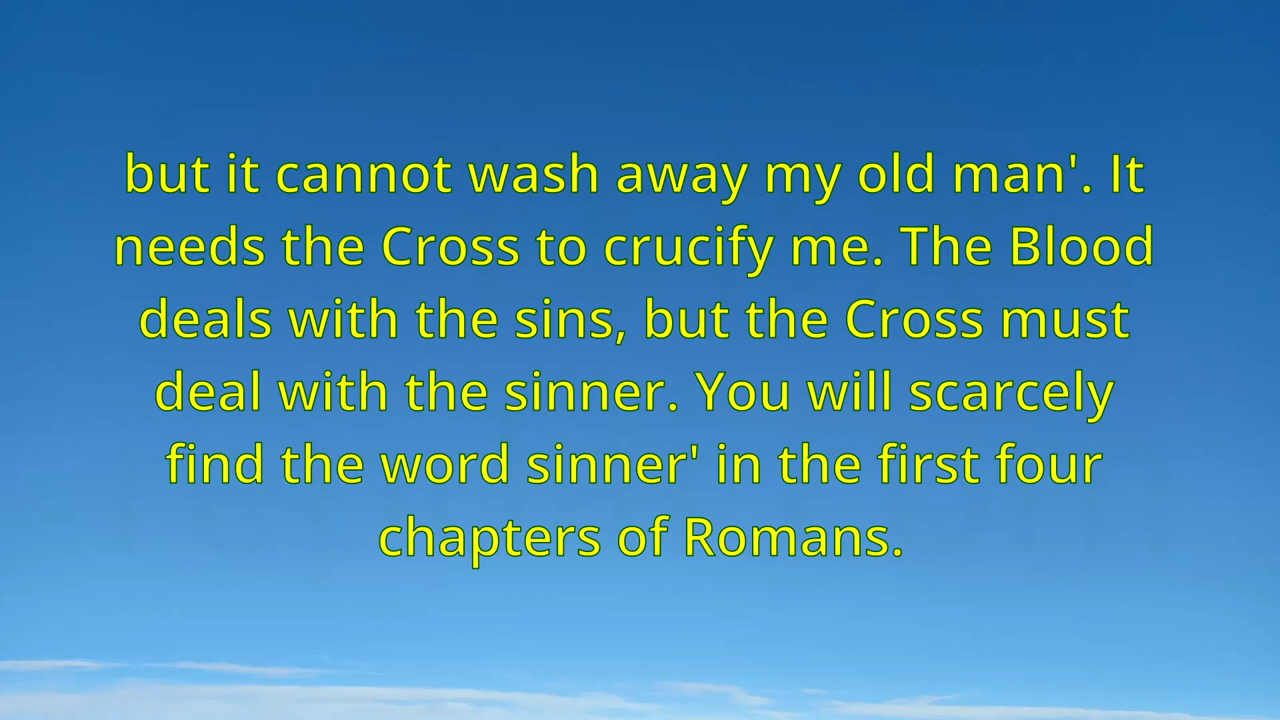 but it cannot wash away my old man'. It
needs the Cross to crucify me. The Blood
deals with the sins, but the Cross must
deal with the sinner. You will scarcely
find the word sinner' in the first four
chapters of Romans.